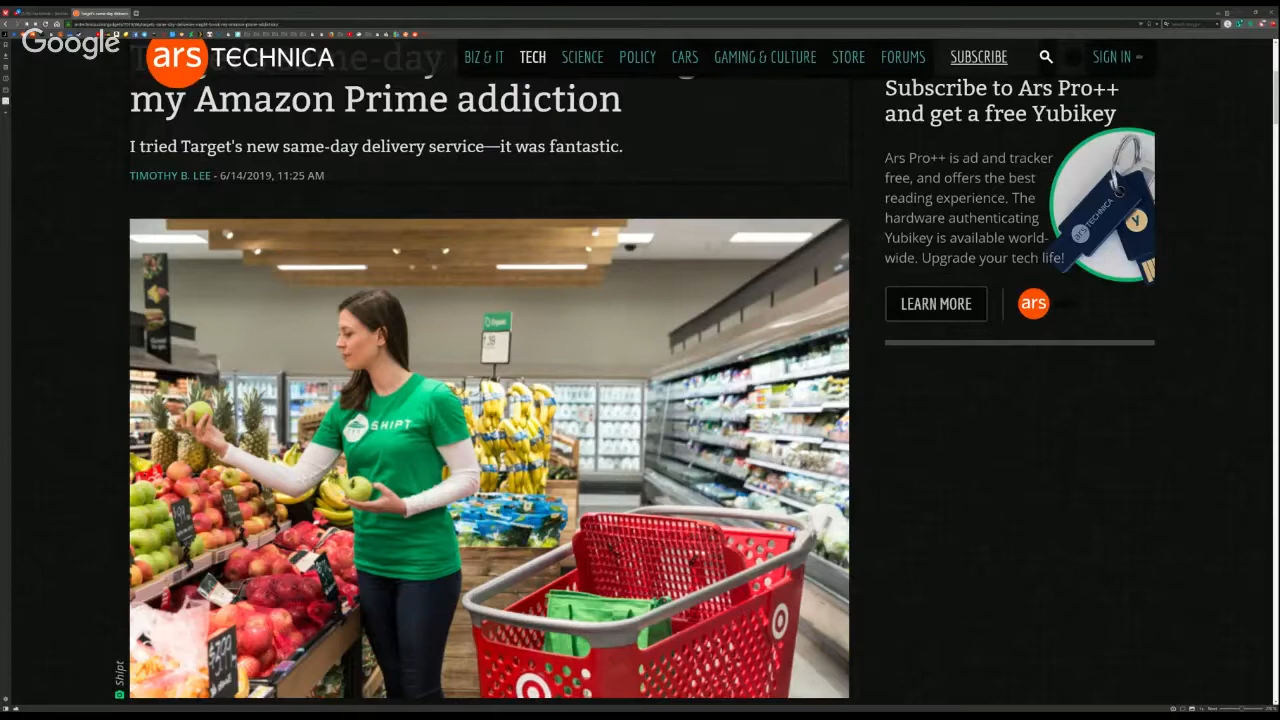 Google
ars TECHNICA
BIZ & IT TECH SCIENCE POLICY CARS GAMING & CULTURE STORE FORUMS SUBSCRIBE SIGN IN
my Amazon Prime addiction
I tried Target's new same-day delivery service—it was fantastic.
TIMOTHY B. LEE - 6/14/2019, 11:25 AM
SHIPT
Organic
Shipt
Subscribe to Ars Pro++
and get a free Yubikey
Ars Pro++ is ad and tracker
free, and offers the best
reading experience. The
hardware authenticating
Yubikey is available world-
wide. Upgrade your tech life!
ars TECHNICA
Y
LEARN MORE
ars